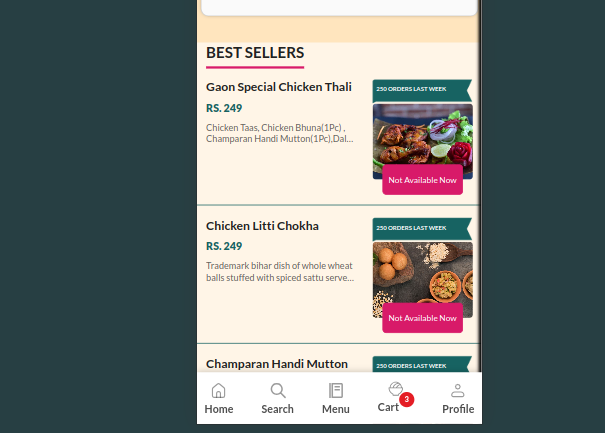 BEST SELLERS
Gaon Special Chicken Thali
RS. 249
Chicken Taas, Chicken Bhuna(1Pc) ,
Champaran Handi Mutton(1Pc),Dal...
250 ORDERS LAST WEEK
Not Available Now
Chicken Litti Chokha
RS. 249
Trademark bihar dish of whole wheat
balls stuffed with spiced sattu serve...
250 ORDERS LAST WEEK
Not Available Now
Champaran Handi Mutton
250 ORDERS LAST WEEK
Home
Search
Menu
Cart
3
Profile